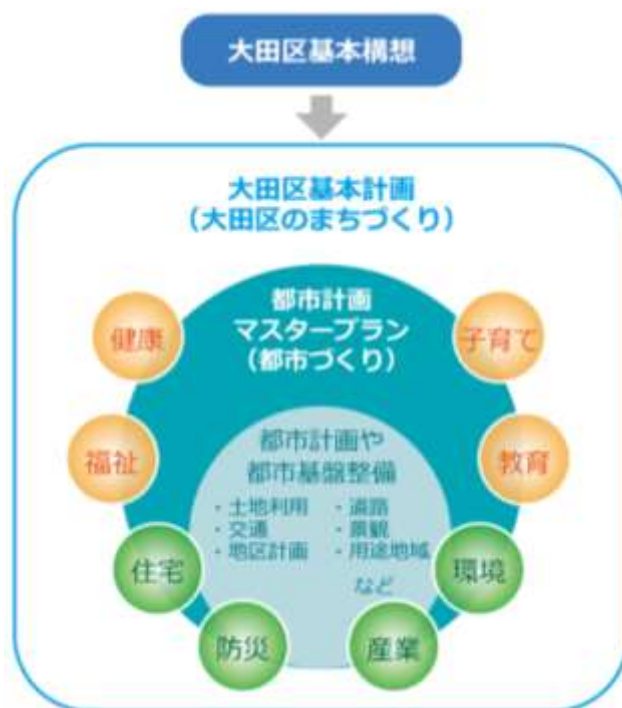 大田区基本構想
大田区基本計画
（大田区のまちづくり）
都市計画
マスタープラン
（都市づくり）
健康
子育て
福祉
教育
都市計画や
都市基盤整備
・土地利用 ・道路
・交通 ・景観
・地区計画 ・用途地域
など
住宅
環境
防災
産業